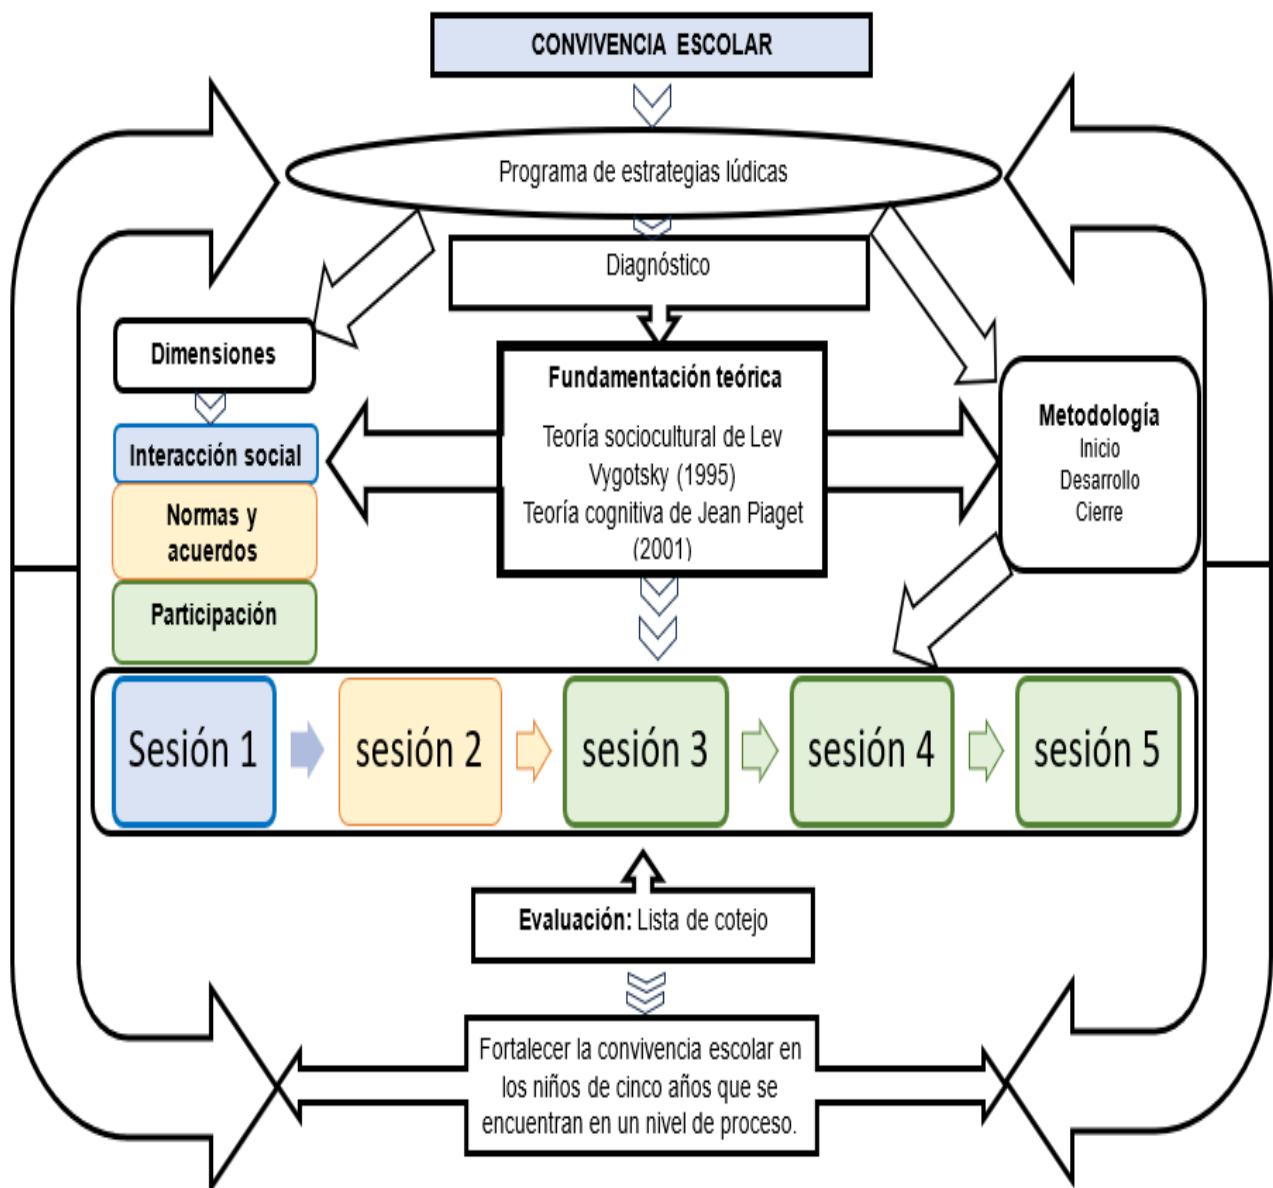 CONVIVENCIA ESCOLAR
Programa de estrategias lúdicas
Diagnóstico
Dimensiones
Interacción social
Normas y
acuerdos
Participación
Fundamentación teórica
Teoría sociocultural de Lev
Vygotsky (1995)
Teoría cognitiva de Jean Piaget
(2001)
Metodología
Inicio
Desarrollo
Cierre
Sesión 1
sesión 2
sesión 3
sesión 4
sesión 5
Evaluación: Lista de cotejo
Fortalecer la convivencia escolar en
los niños de cinco años que se
encuentran en un nivel de proceso.